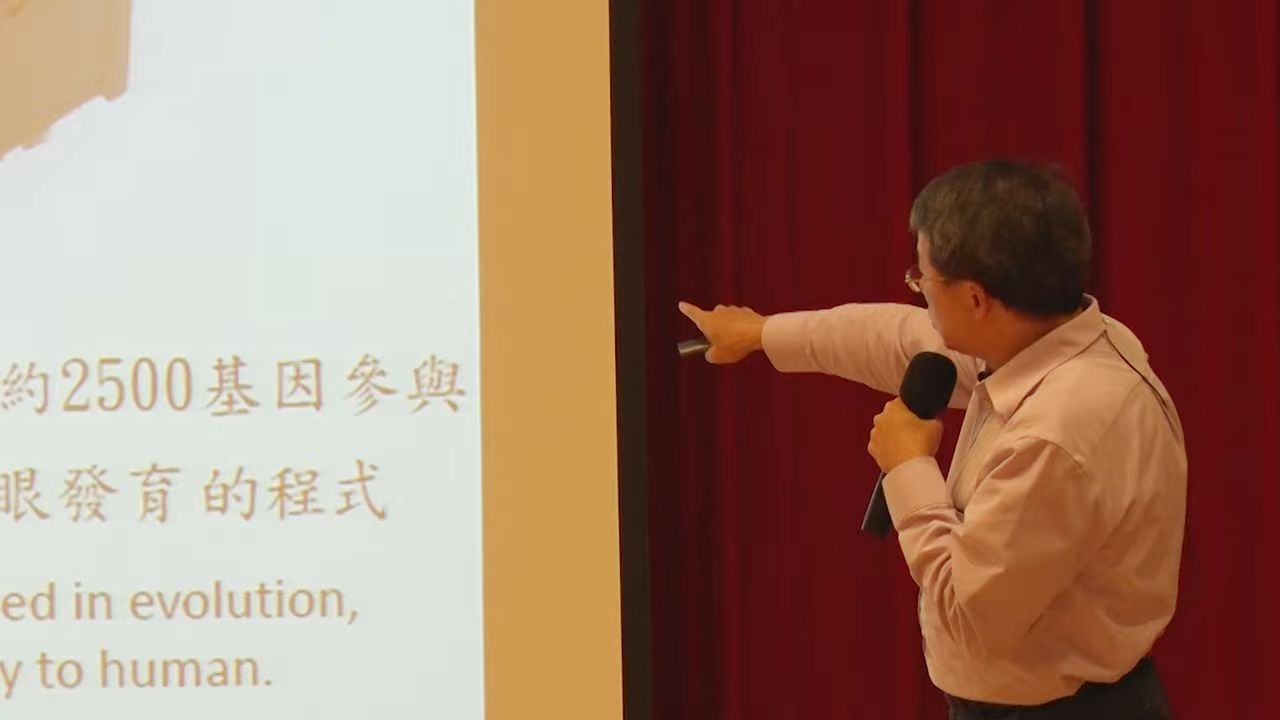 約2500基因參與
眼發育的程式
ed in evolution,
y to human.